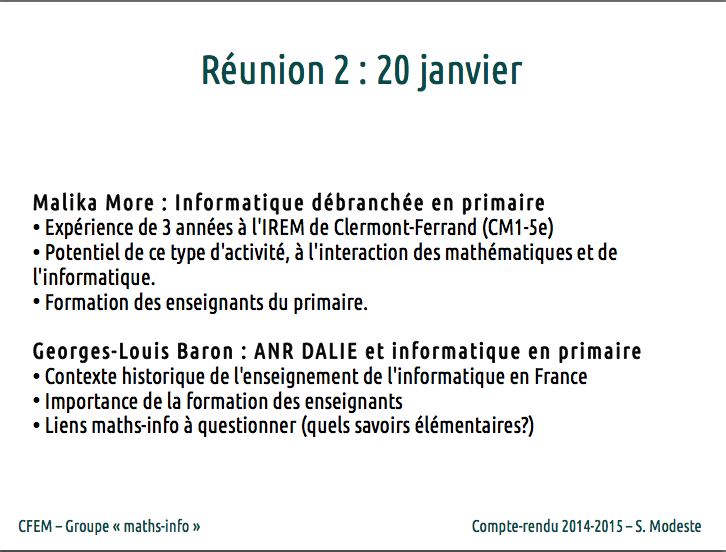 Réunion 2 : 20 janvier
Malika More : Informatique débranchée en primaire
• Expérience de 3 années à l'IREM de Clermont-Ferrand (CM1-5e)
• Potentiel de ce type d'activité, à l'interaction des mathématiques et de
l'informatique.
• Formation des enseignants du primaire.
Georges-Louis Baron : ANR DALIE et informatique en primaire
• Contexte historique de l'enseignement de l'informatique en France
• Importance de la formation des enseignants
• Liens maths-info à questionner (quels savoirs élémentaires?)
CFEM – Groupe « maths-info »
Compte-rendu 2014-2015 – S. Modeste